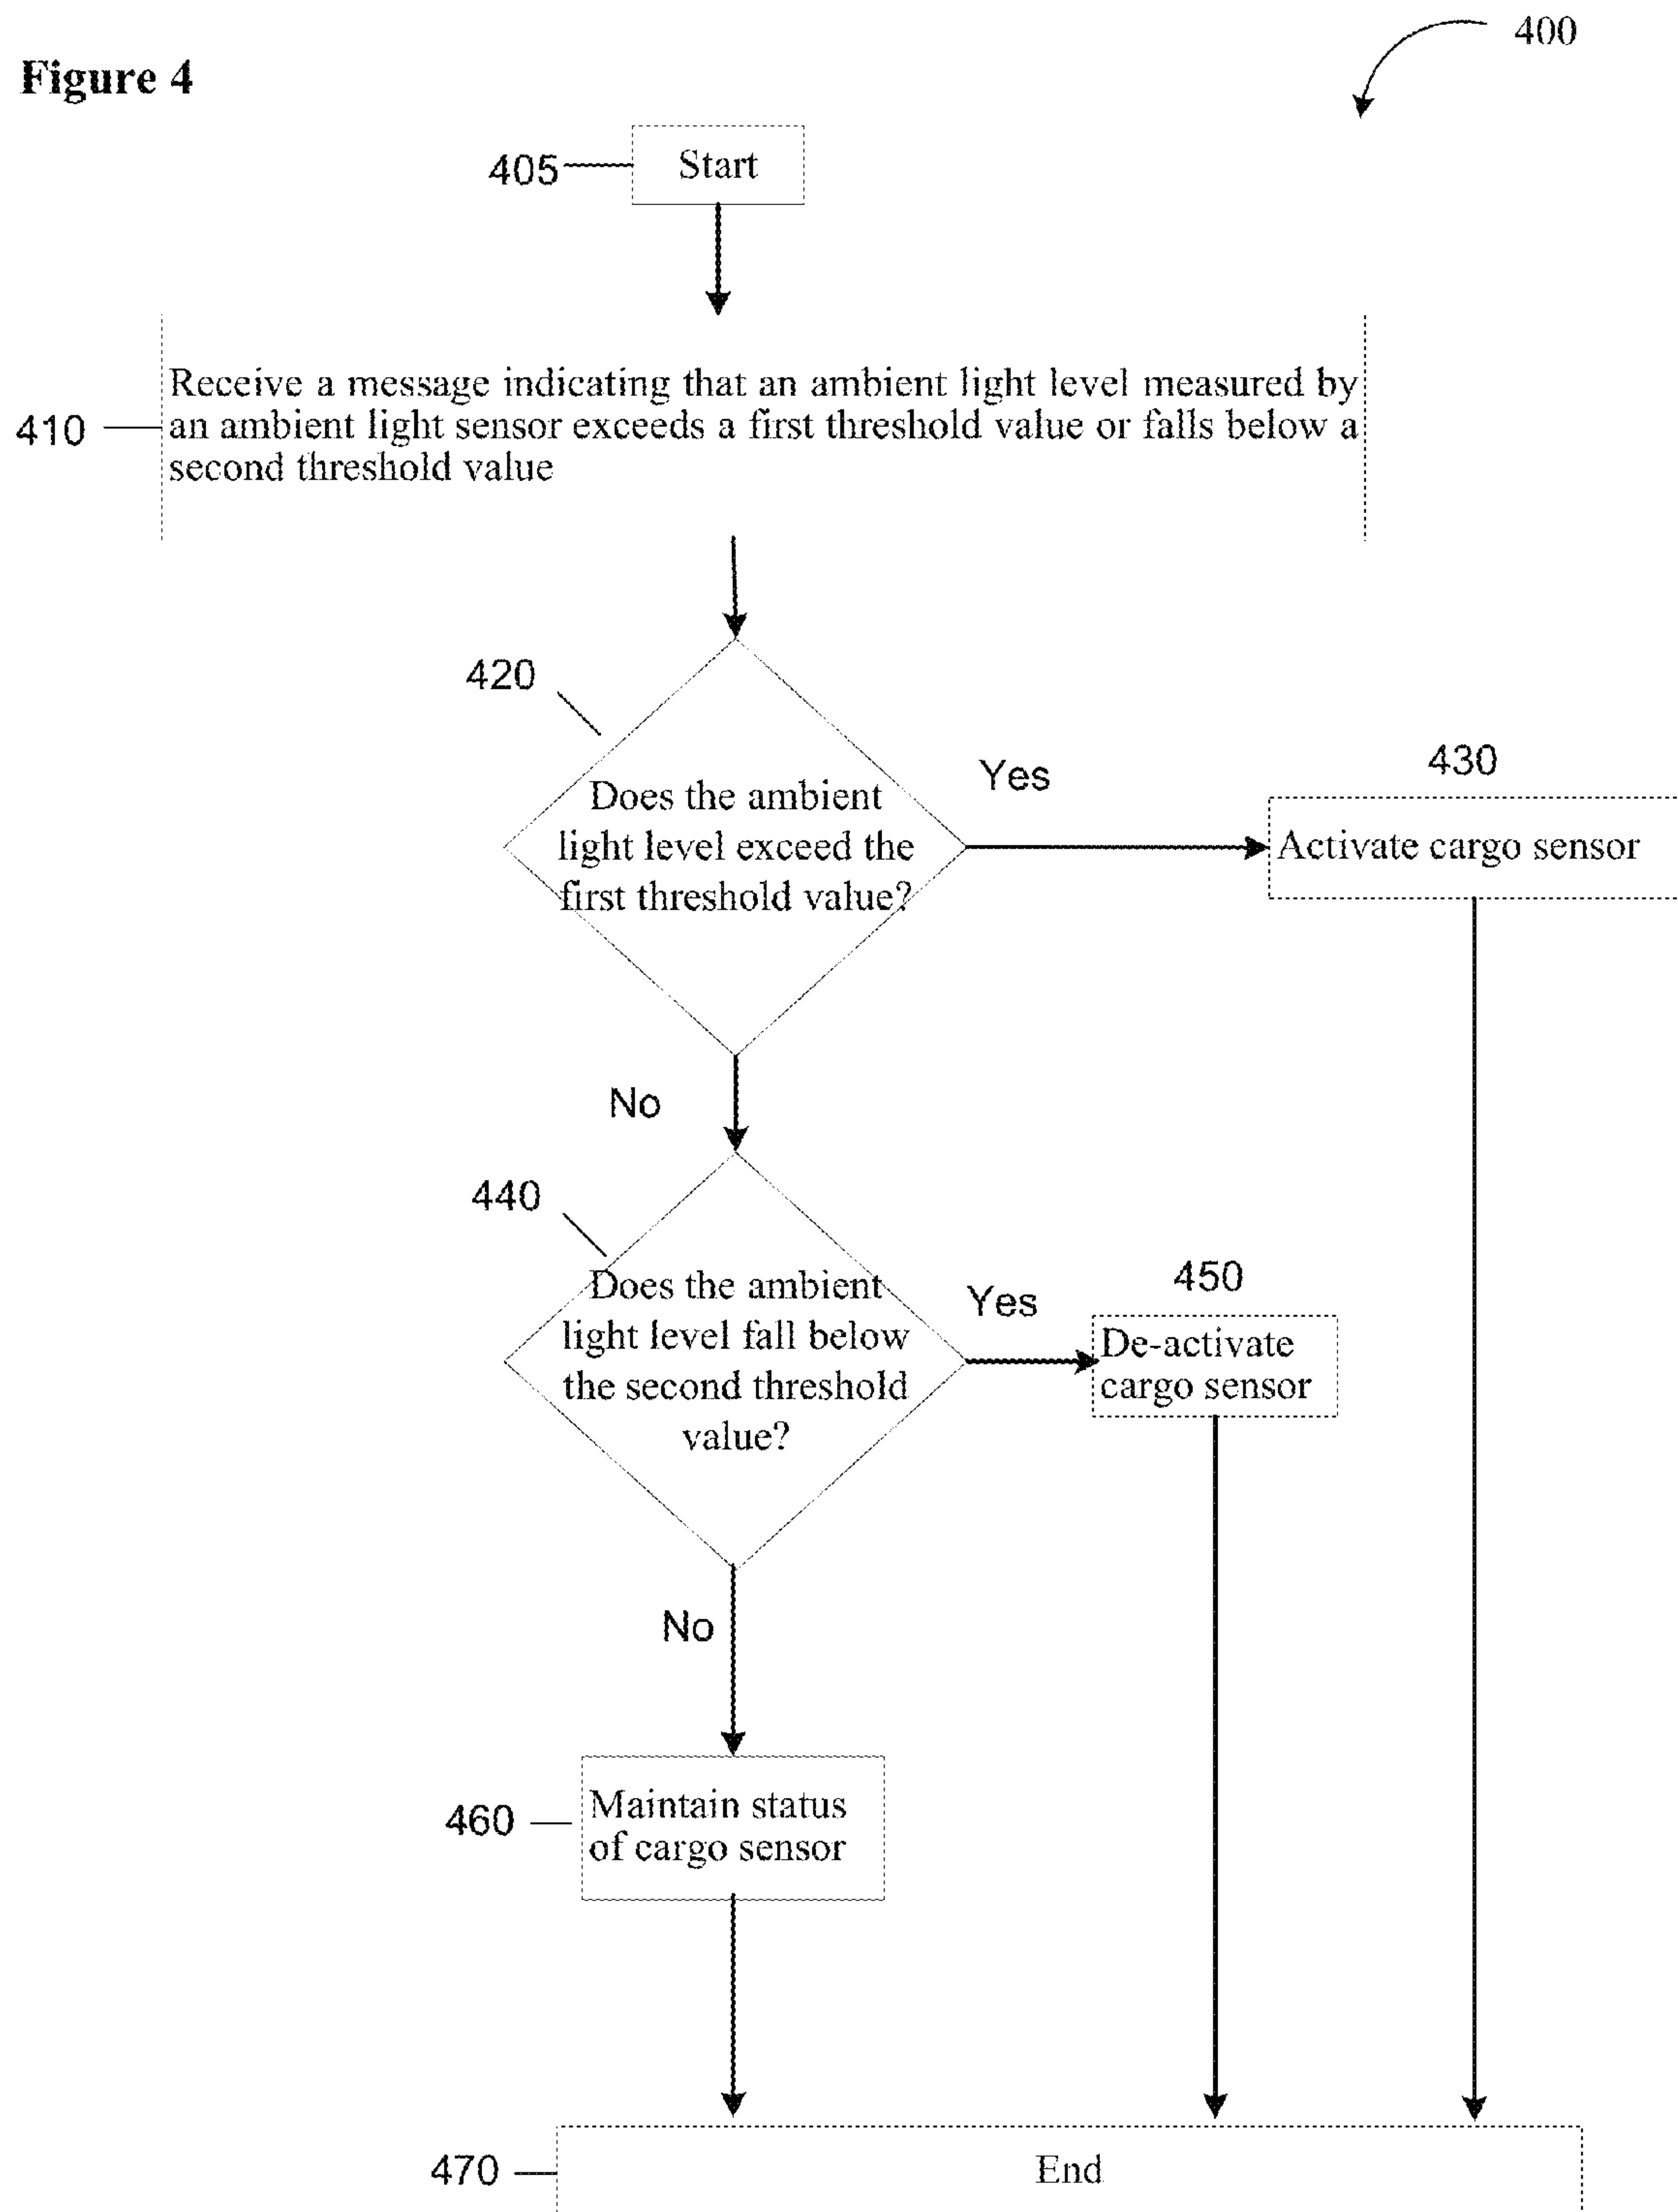 400
Figure 4
405
Start
410
Receive a message indicating that an ambient light level measured by
an ambient light sensor exceeds a first threshold value or falls below a
second threshold value
420
Does the ambient
light level exceed the
first threshold value?
Yes
430
Activate cargo sensor
No
440
Does the ambient
light level fall below
the second threshold
value?
Yes
450
De-activate
cargo sensor
No
460
Maintain status
of cargo sensor
470
End